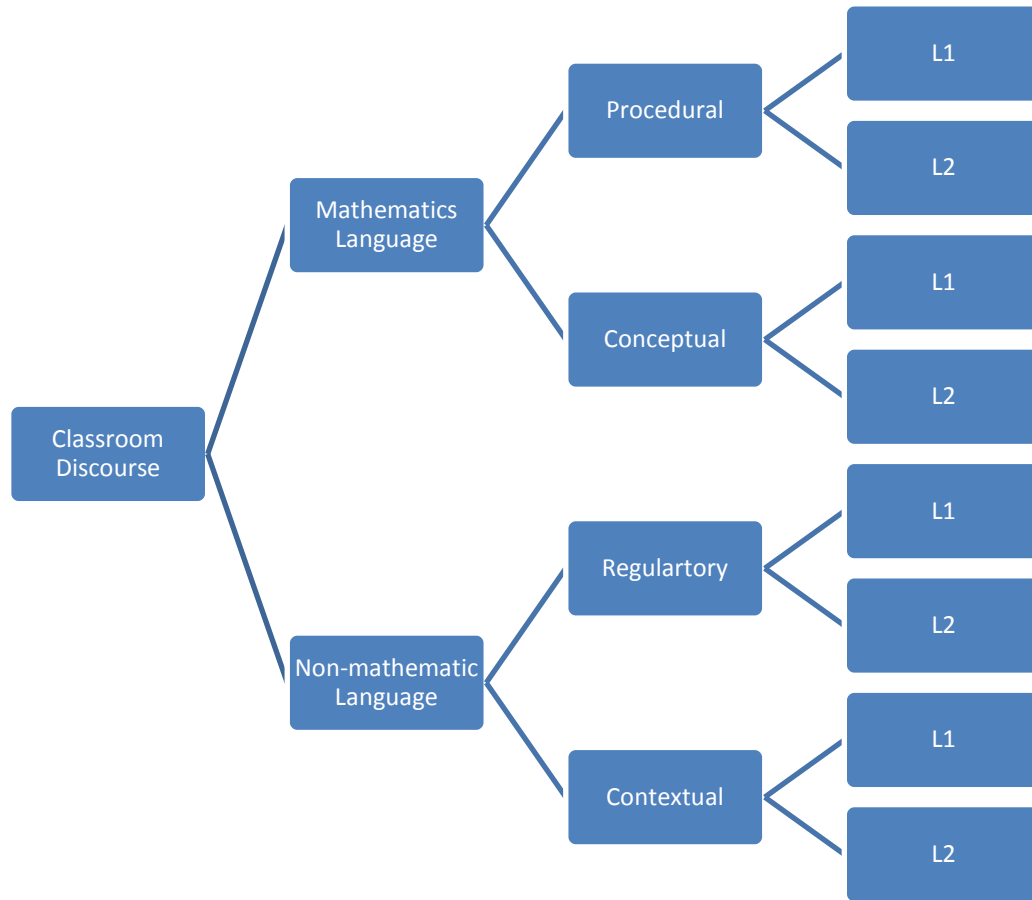 Classroom
Discourse
Mathematics
Language
Procedural
L1
L2
Conceptual
L1
L2
Non-mathematic
Language
Regulartory
L1
L2
Contextual
L1
L2